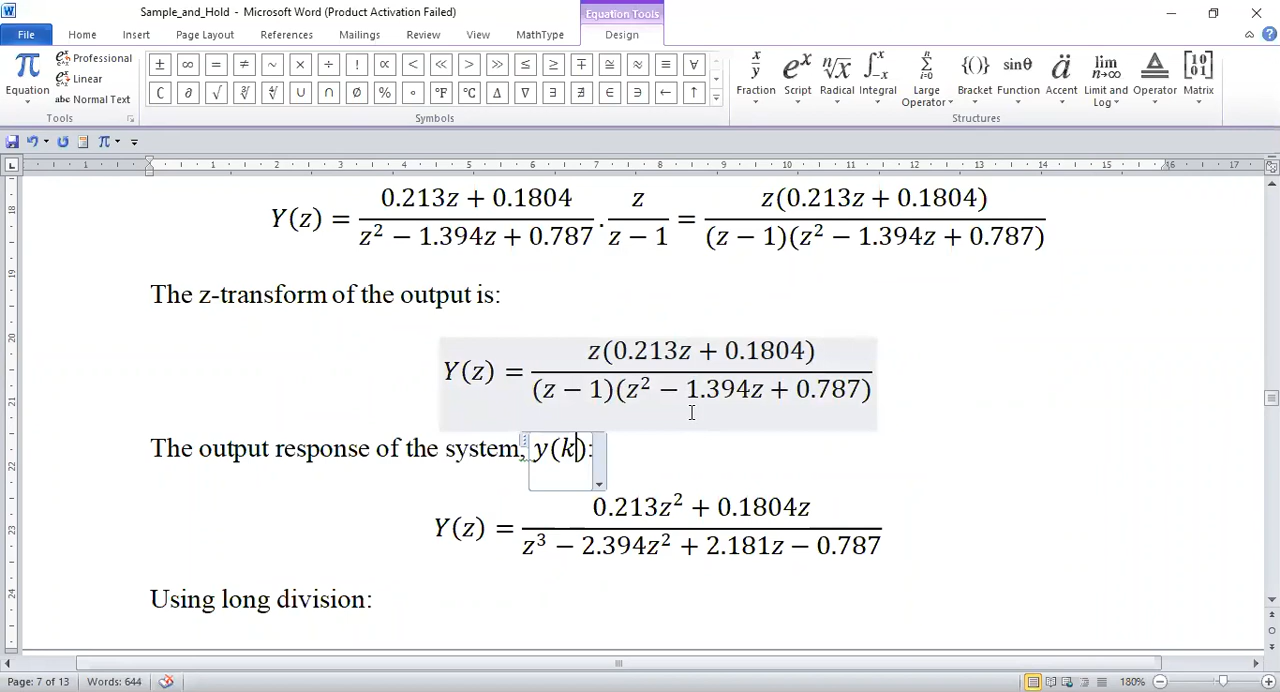 Sample_and_Hold - Microsoft Word (Product Activation Failed)
Equation Tools
File Home Insert Page Layout References Mailings Review View MathType Design
π Equation
Professional
Linear
abc Normal Text
Tools
± ∞ = ≠ ~ × ÷ ! ∝ < ≪ > ≫ ≤ ≥ ∓ ≅ ≈ ≡ ∀
∁ ∂ √ ∛ ∜ ∪ ∩ ∅ % ° °F °C ∆ ∇ ∃ ∄ ∈ ∋ ← ↑
Symbols
Fraction Script Radical Integral Large Operator Bracket Function Accent Limit and Log Operator Matrix
Structures
Y(z) = (0.213z + 0.1804)/(z² − 1.394z + 0.787) . z/(z − 1) = z(0.213z + 0.1804)/((z − 1)(z² − 1.394z + 0.787))
The z-transform of the output is:
Y(z) = z(0.213z + 0.1804)/((z − 1)(z² − 1.394z + 0.787))
The output response of the system, y(k):
Y(z) = (0.213z² + 0.1804z)/(z³ − 2.394z² + 2.181z − 0.787)
Using long division:
Page: 7 of 13 Words: 644 180%